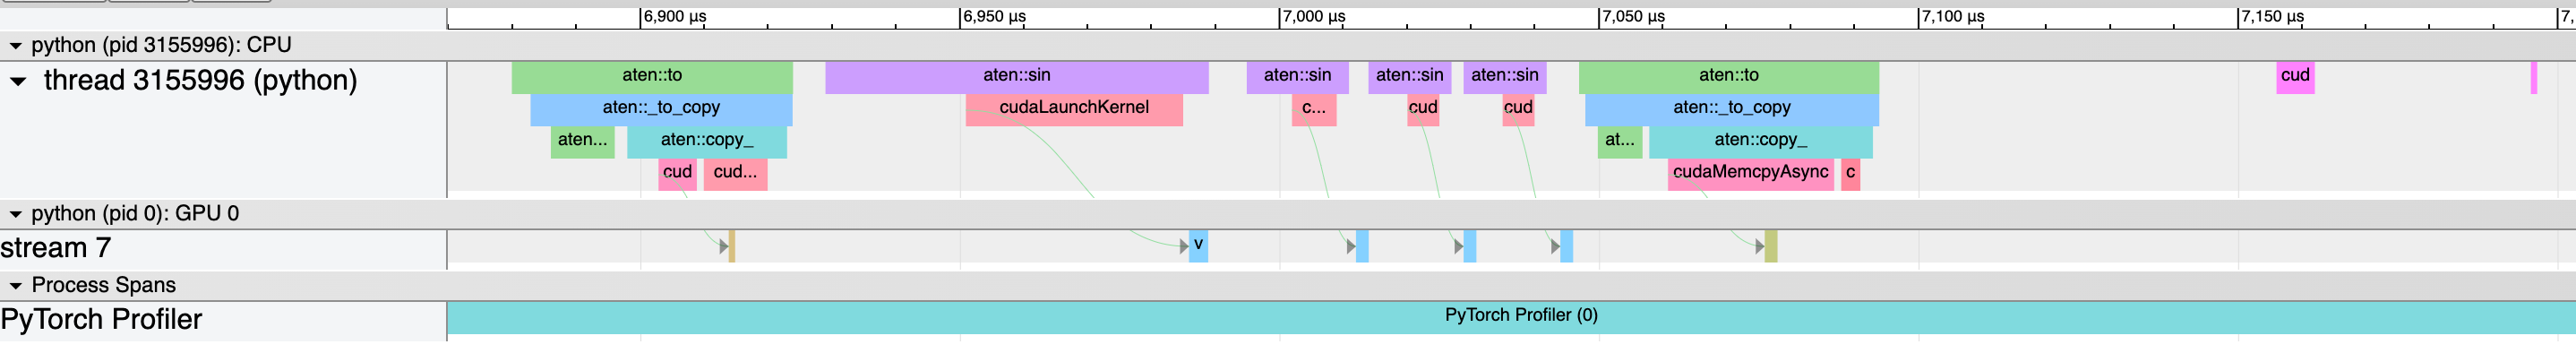 6,900 µs 6,950 µs 7,000 µs 7,050 µs 7,100 µs 7,150 µs 7,
python (pid 3155996): CPU
thread 3155996 (python)
aten::to aten::sin aten::sin aten::sin aten::sin aten::to cud
aten::_to_copy cudaLaunchKernel c... cud cud aten::_to_copy
aten... aten::copy_ at... aten::copy_
cud cud... cudaMemcpyAsync c
python (pid 0): GPU 0
stream 7 v
Process Spans
PyTorch Profiler PyTorch Profiler (0)